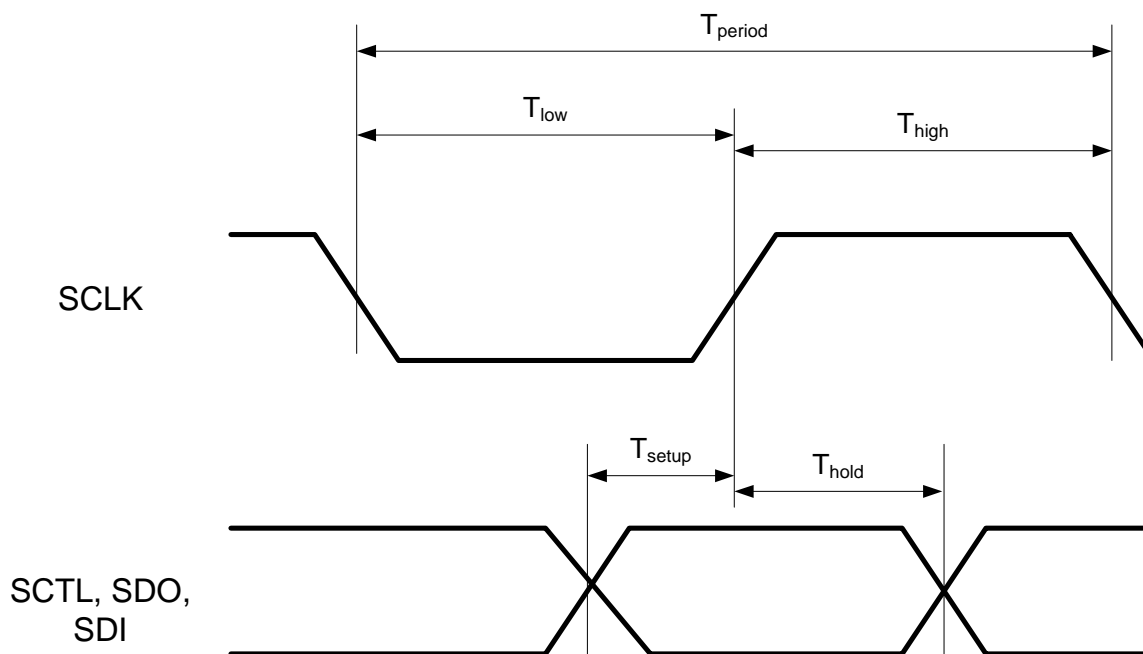 Tperiod
Tlow
Thigh
SCLK
Tsetup
Thold
SCTL, SDO,
SDI